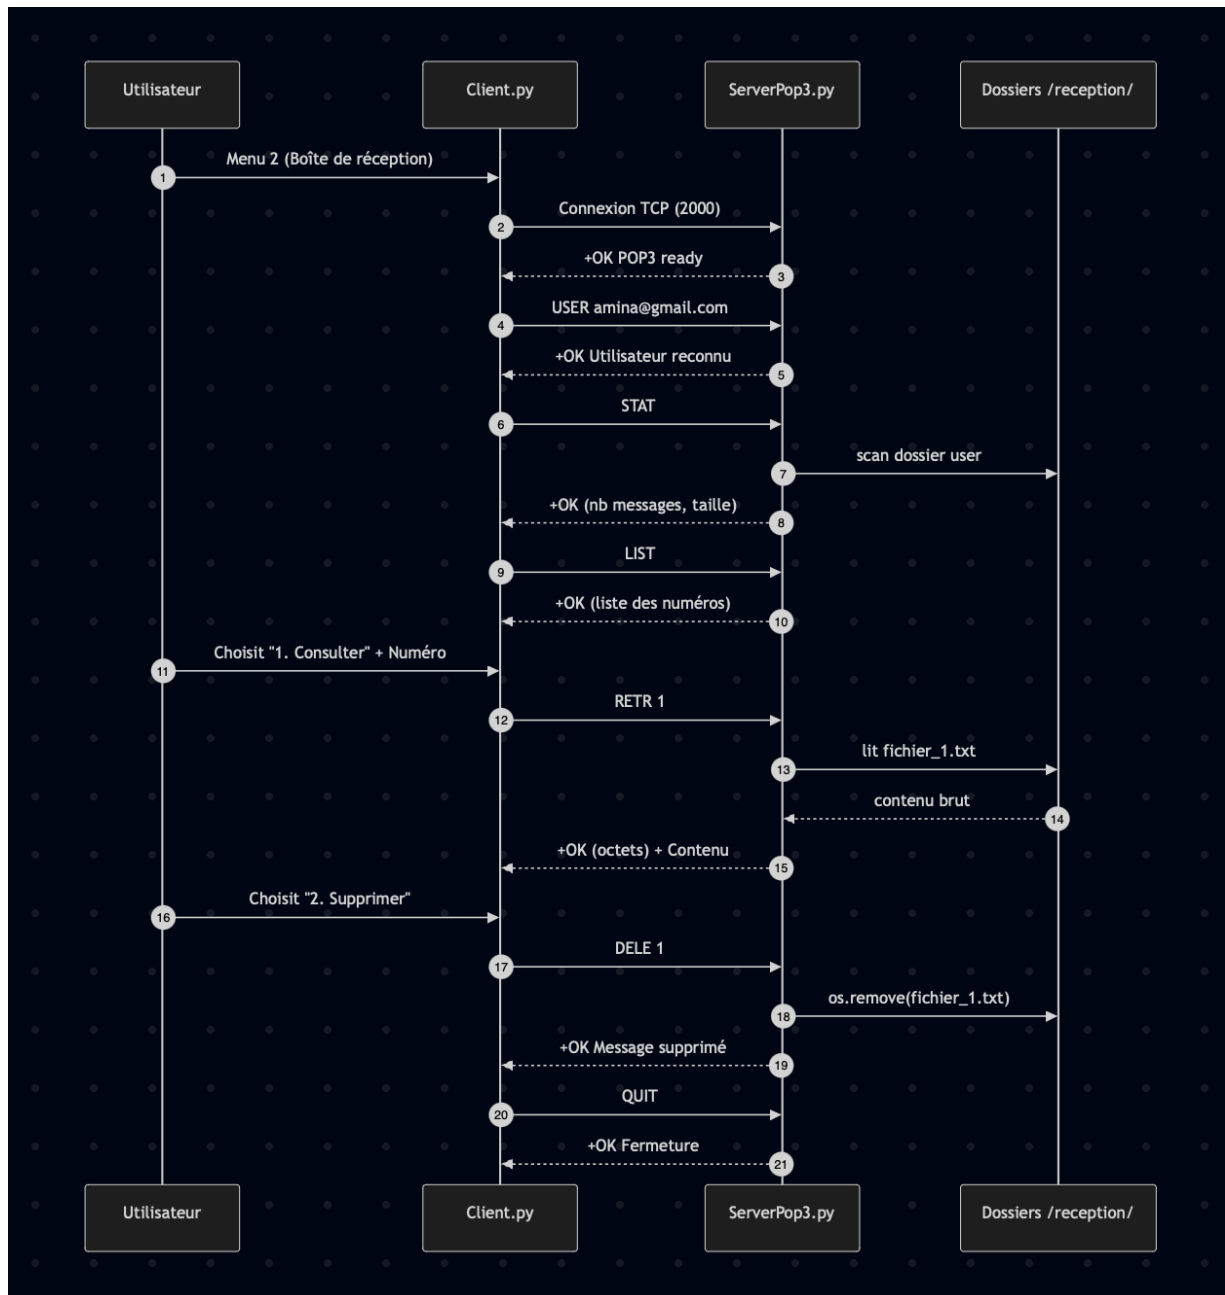 Utilisateur
Client.py
ServerPop3.py
Dossiers /reception/
Menu 2 (Boîte de réception)
1
Connexion TCP (2000)
2
+OK POP3 ready
3
USER amina@gmail.com
4
+OK Utilisateur reconnu
5
STAT
6
scan dossier user
7
+OK (nb messages, taille)
8
LIST
9
+OK (liste des numéros)
10
Choisit "1. Consulter" + Numéro
11
RETR 1
12
lit fichier_1.txt
13
contenu brut
14
+OK (octets) + Contenu
15
Choisit "2. Supprimer"
16
DELE 1
17
os.remove(fichier_1.txt)
18
+OK Message supprimé
19
QUIT
20
+OK Fermeture
21
Utilisateur
Client.py
ServerPop3.py
Dossiers /reception/